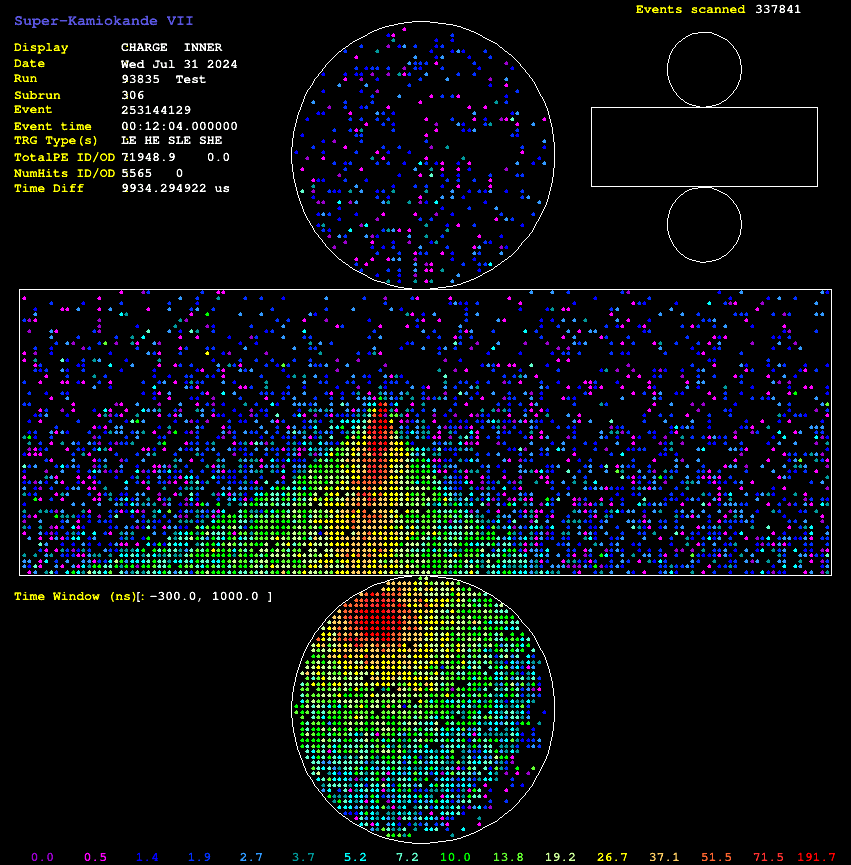 Super-Kamiokande VII
Events scanned 337841
Display CHARGE INNER
Date Wed Jul 31 2024
Run 93835 Test
Subrun 306
Event 253144129
Event time 00:12:04.000000
TRG Type(s) LE HE SLE SHE
TotalPE ID/OD 71948.9 0.0
NumHits ID/OD 5565 0
Time Diff 9934.294922 us
Time Window (ns)[: −300.0, 1000.0 ]
0.0 0.5 1.4 1.9 2.7 3.7 5.2 7.2 10.0 13.8 19.2 26.7 37.1 51.5 71.5 191.7